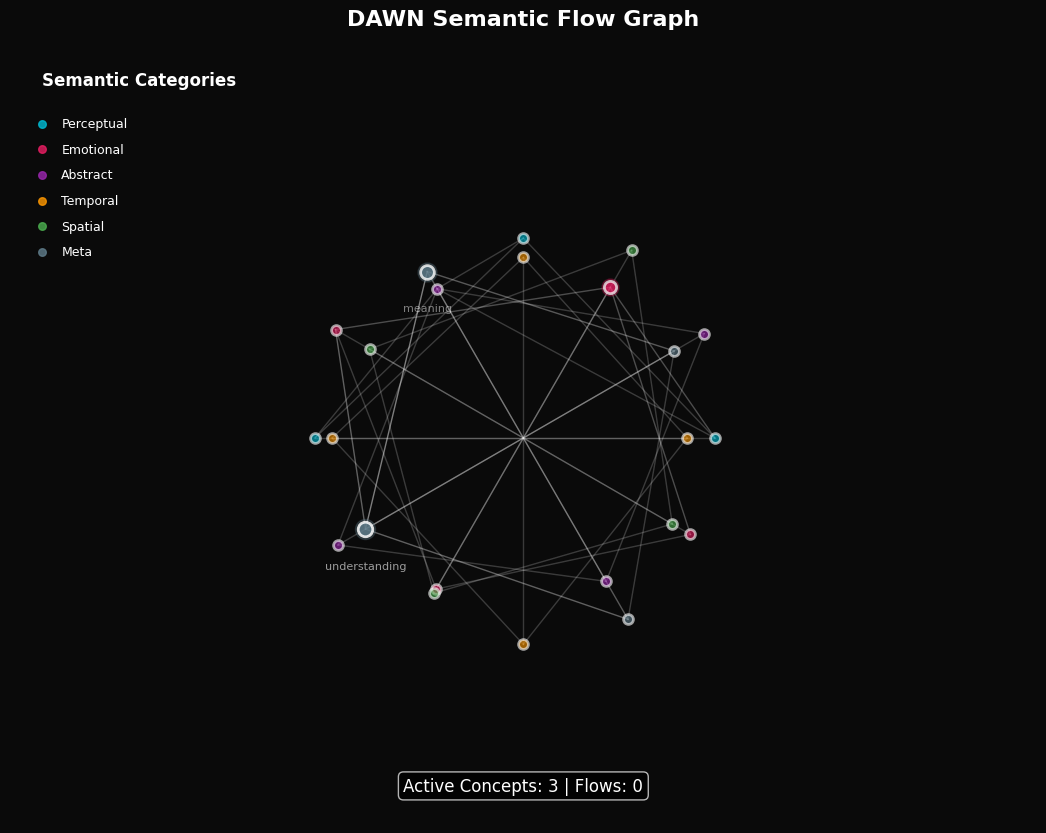 DAWN Semantic Flow Graph
Semantic Categories
Perceptual
Emotional
Abstract
Temporal
Spatial
Meta
meaning
understanding
Active Concepts: 3 | Flows: 0